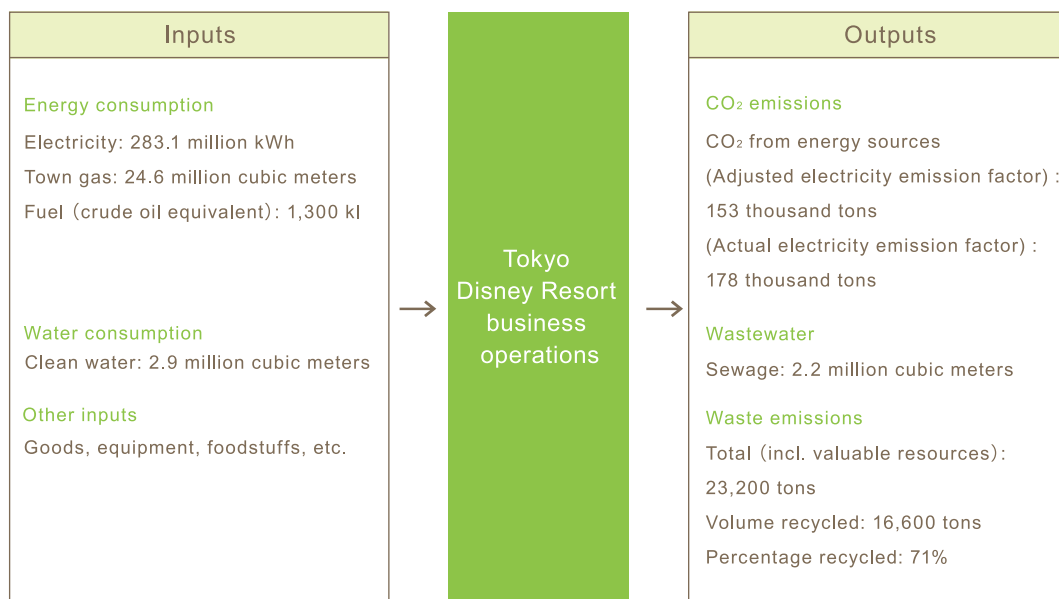 Inputs
Energy consumption
Electricity: 283.1 million kWh
Town gas: 24.6 million cubic meters
Fuel (crude oil equivalent): 1,300 kl
Water consumption
Clean water: 2.9 million cubic meters
Other inputs
Goods, equipment, foodstuffs, etc.
Tokyo
Disney Resort
business
operations
Outputs
CO₂ emissions
CO₂ from energy sources
(Adjusted electricity emission factor) :
153 thousand tons
(Actual electricity emission factor) :
178 thousand tons
Wastewater
Sewage: 2.2 million cubic meters
Waste emissions
Total (incl. valuable resources):
23,200 tons
Volume recycled: 16,600 tons
Percentage recycled: 71%